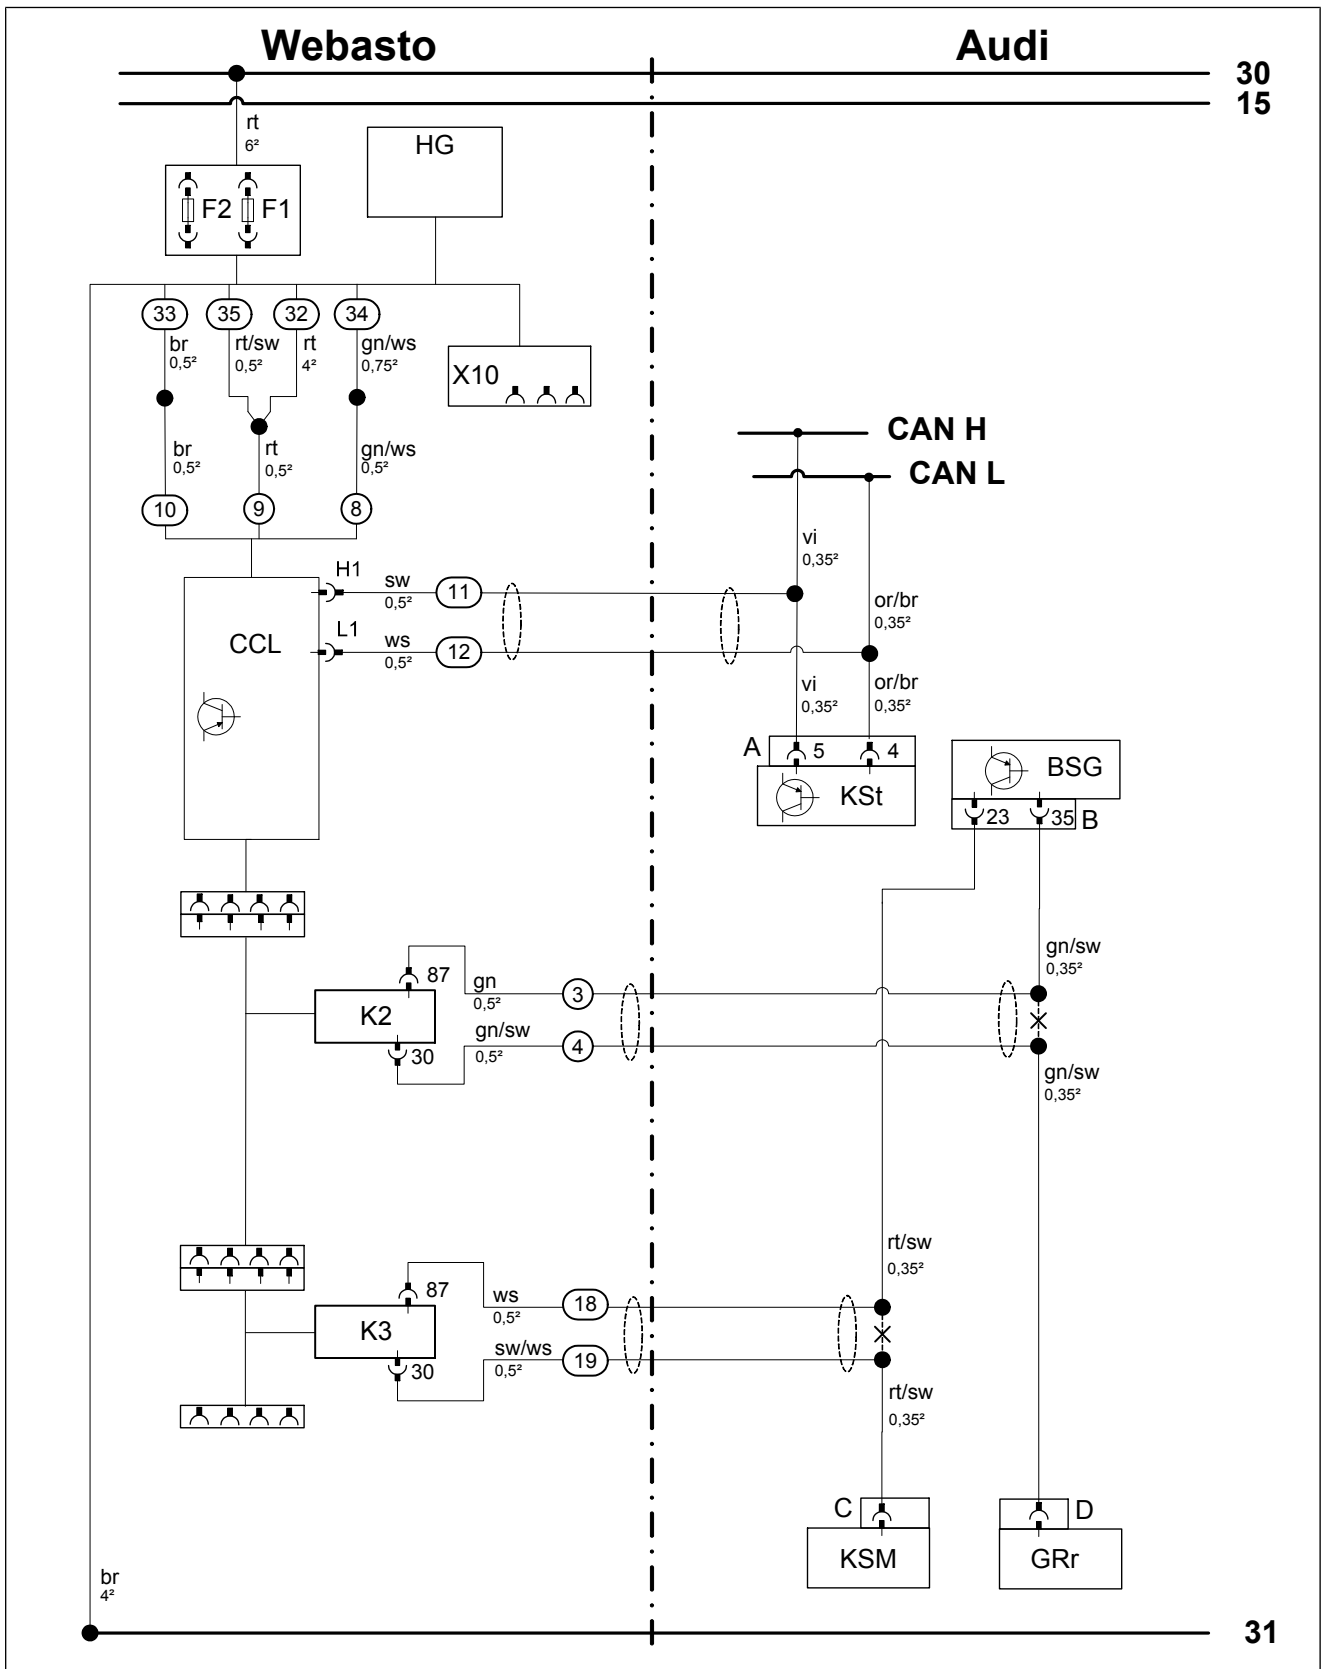 Webasto
Audi
30
15
rt
6²
HG
F2
F1
33
35
32
34
br
0,5²
rt/sw
0,5²
rt
4²
gn/ws
0,75²
X10
CAN H
CAN L
br
0,5²
rt
0,5²
gn/ws
0,5²
10
9
8
vi
0,35²
H1
sw
0,5²
11
or/br
0,35²
CCL
L1
ws
0,5²
12
vi
0,35²
or/br
0,35²
A
5
4
KSt
BSG
23
35
B
87
gn
0,5²
3
gn/sw
0,35²
K2
gn/sw
0,5²
4
30
gn/sw
0,35²
rt/sw
0,35²
87
ws
0,5²
18
K3
sw/ws
0,5²
19
30
rt/sw
0,35²
C
KSM
D
GRr
br
4²
31